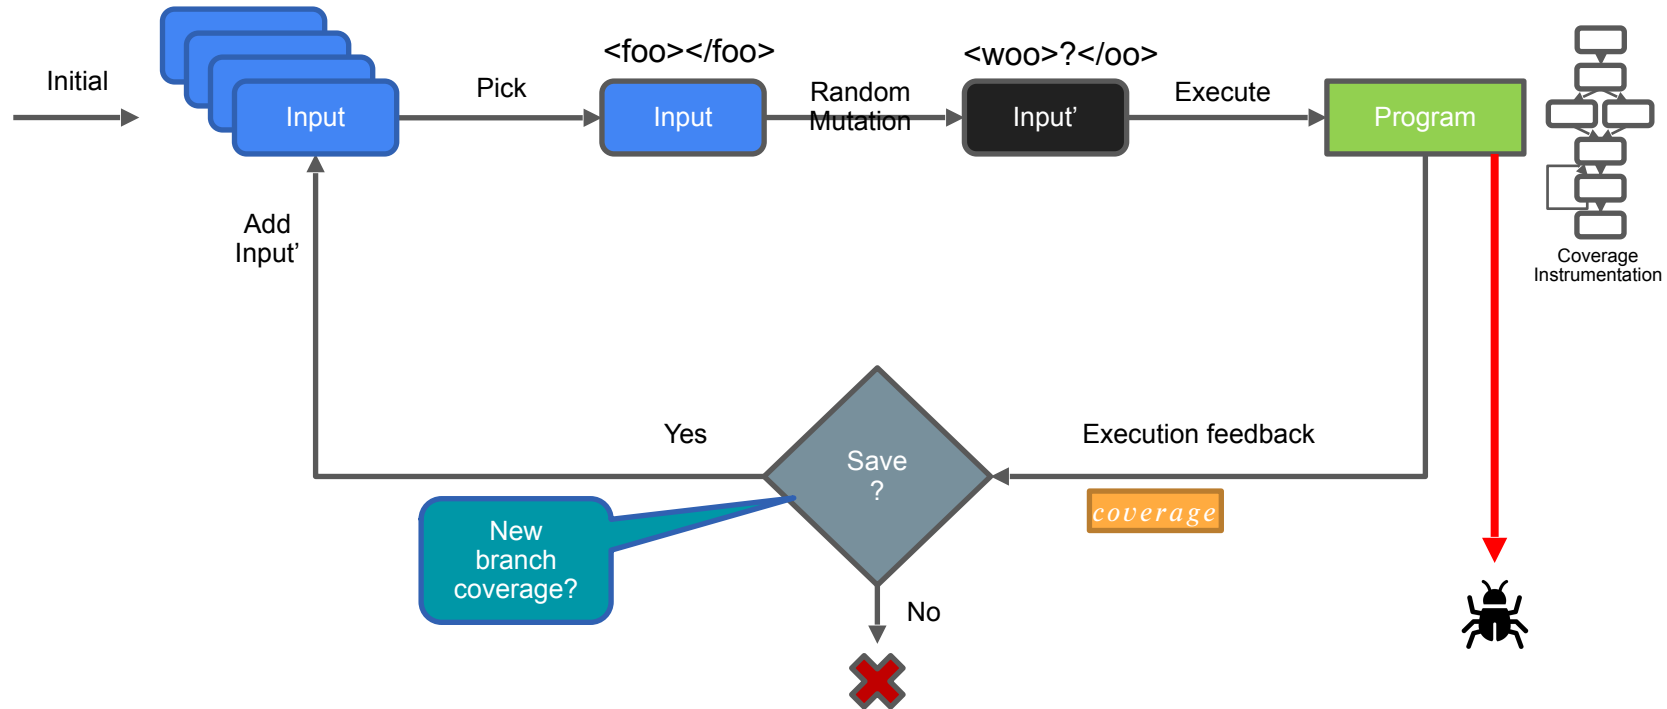 Initial
Input
Pick
<foo></foo>
Input
Random
Mutation
<woo>?</oo>
Input’
Execute
Program
Coverage
Instrumentation
Add
Input’
Yes
Save
?
Execution feedback
coverage
New
branch
coverage?
No